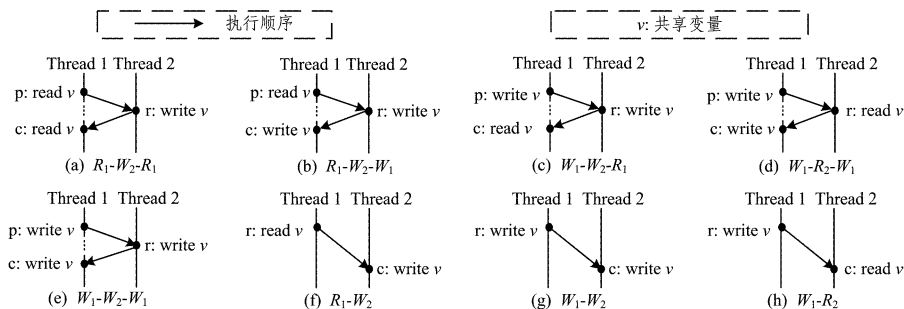 执行顺序
v: 共享变量
Thread 1 Thread 2
p: read v
r: write v
c: read v
(a) R₁-W₂-R₁
Thread 1 Thread 2
p: read v
r: write v
c: write v
(b) R₁-W₂-W₁
Thread 1 Thread 2
p: write v
r: write v
c: read v
(c) W₁-W₂-R₁
Thread 1 Thread 2
p: write v
r: read v
c: write v
(d) W₁-R₂-W₁
Thread 1 Thread 2
p: write v
r: write v
c: write v
(e) W₁-W₂-W₁
Thread 1 Thread 2
r: read v
c: write v
(f) R₁-W₂
Thread 1 Thread 2
r: write v
c: write v
(g) W₁-W₂
Thread 1 Thread 2
r: write v
c: read v
(h) W₁-R₂